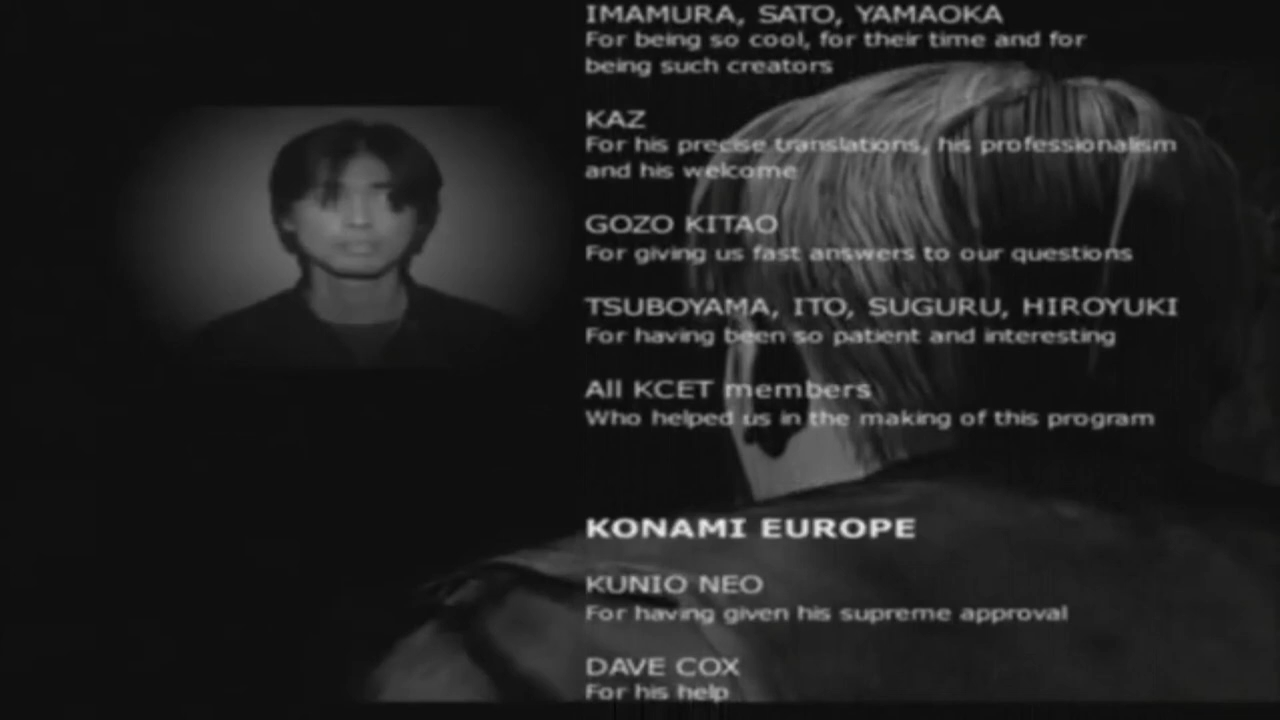 IMAMURA, SATO, YAMAOKA
For being so cool, for their time and for
being such creators
KAZ
For his precise translations, his professionalism
and his welcome
GOZO KITAO
For giving us fast answers to our questions
TSUBOYAMA, ITO, SUGURU, HIROYUKI
For having been so patient and interesting
All KCET members
Who helped us in the making of this program
KONAMI EUROPE
KUNIO NEO
For having given his supreme approval
DAVE COX
For his help